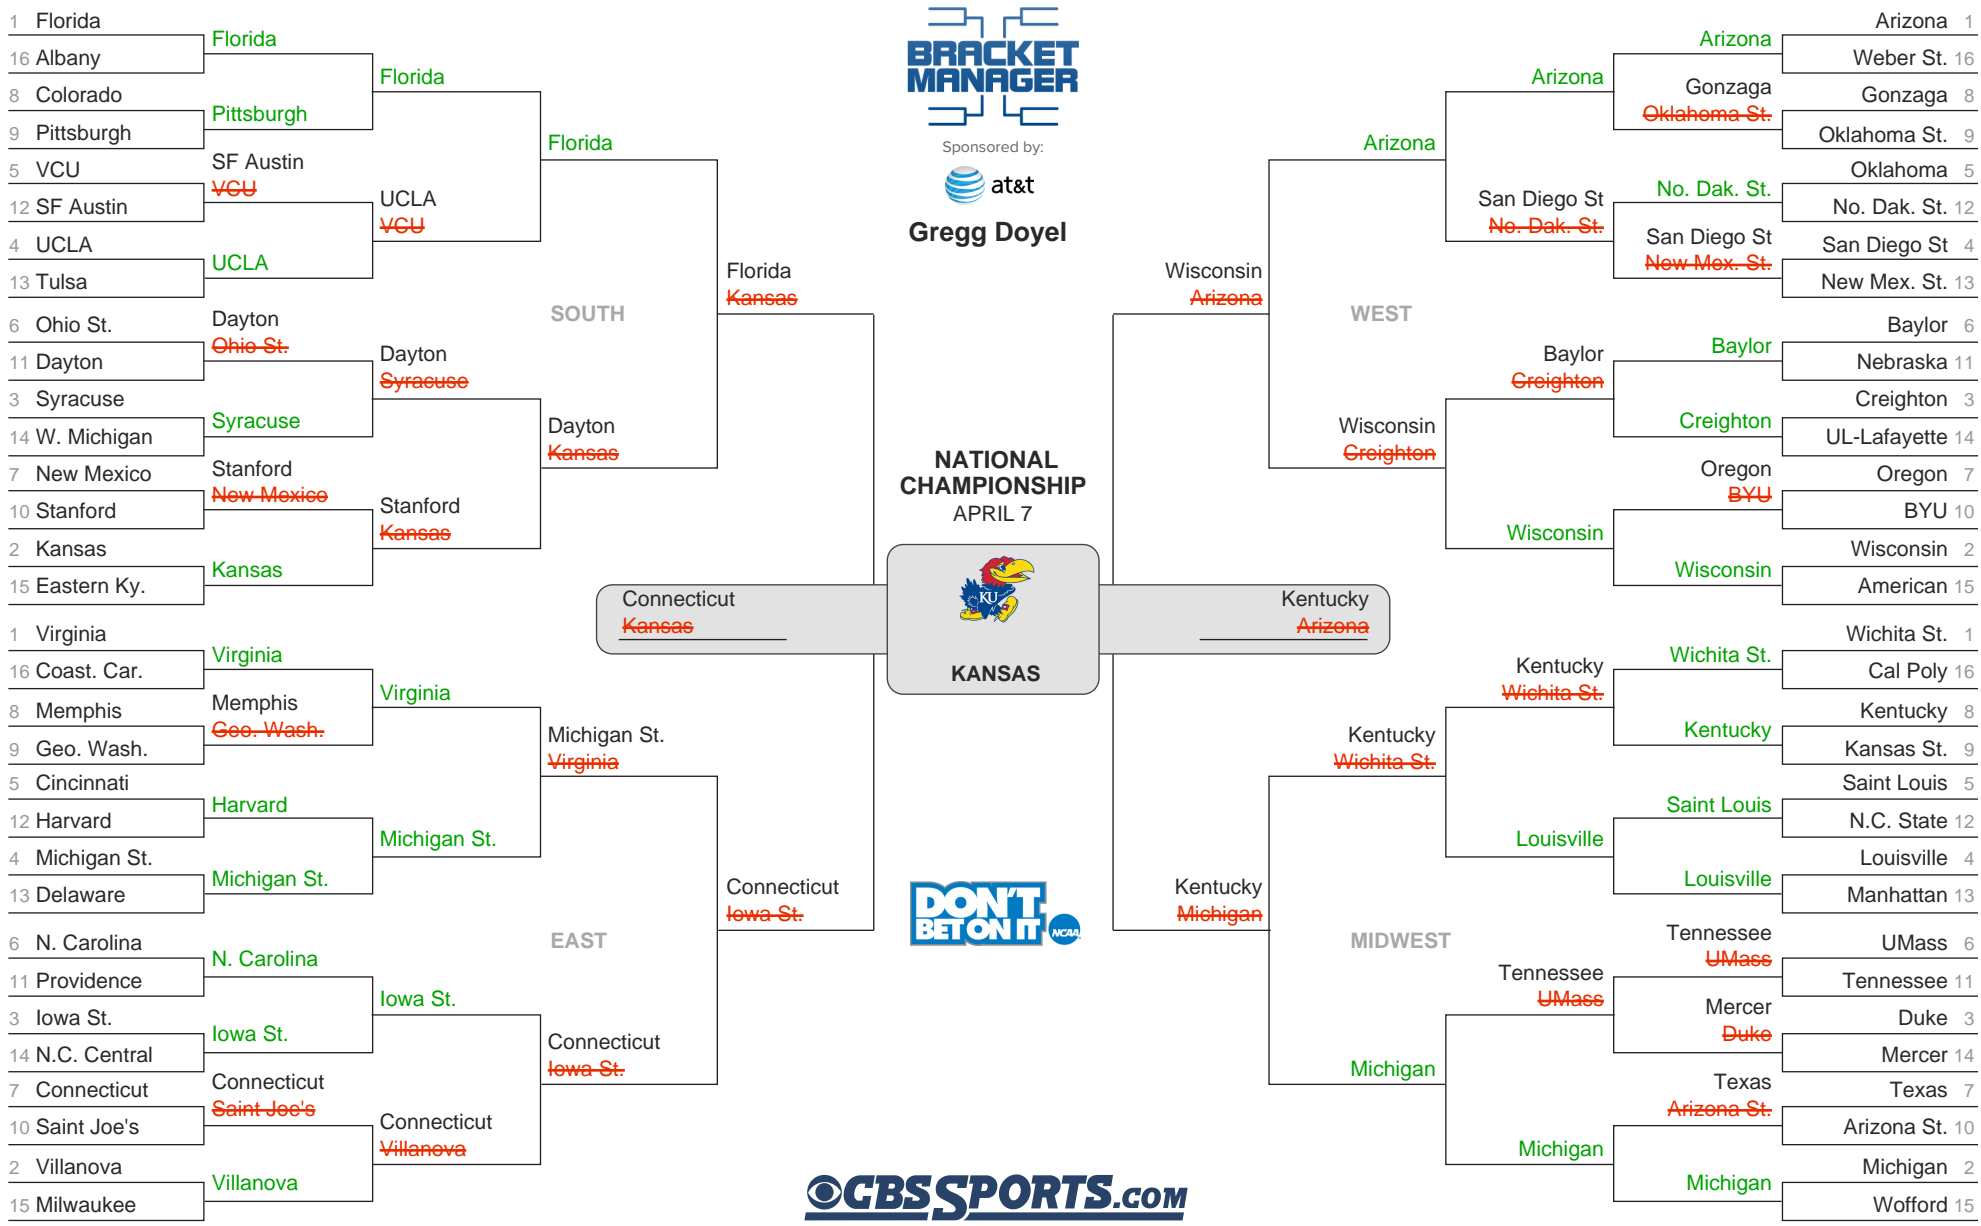 1 Florida
16 Albany
8 Colorado
9 Pittsburgh
5 VCU
12 SF Austin
4 UCLA
13 Tulsa
6 Ohio St.
11 Dayton
3 Syracuse
14 W. Michigan
7 New Mexico
10 Stanford
2 Kansas
15 Eastern Ky.
Florida
Pittsburgh
SF Austin
VCU
UCLA
Dayton
Ohio St.
Syracuse
Stanford
New Mexico
Kansas
Florida
UCLA
VCU
Dayton
Syracuse
Stanford
Kansas
Florida
Dayton
Kansas
SOUTH
Florida
Kansas
1 Virginia
16 Coast. Car.
8 Memphis
9 Geo. Wash.
5 Cincinnati
12 Harvard
4 Michigan St.
13 Delaware
6 N. Carolina
11 Providence
3 Iowa St.
14 N.C. Central
7 Connecticut
10 Saint Joe's
2 Villanova
15 Milwaukee
Virginia
Memphis
Geo. Wash.
Harvard
Michigan St.
N. Carolina
Iowa St.
Connecticut
Saint Joe's
Villanova
Virginia
Michigan St.
Iowa St.
Connecticut
Villanova
Michigan St.
Virginia
Connecticut
Iowa St.
EAST
Connecticut
Iowa St.
BRACKET
MANAGER
Sponsored by:
at&t
Gregg Doyel
NATIONAL
CHAMPIONSHIP
APRIL 7
Connecticut
Kansas
KU
KANSAS
Kentucky
Arizona
DON'T
BET ON IT
NCAA
CBSSPORTS.COM
Wisconsin
Arizona
WEST
Arizona
Wisconsin
Creighton
Arizona
San Diego St
No. Dak. St.
Baylor
Creighton
Wisconsin
Arizona
Gonzaga
Oklahoma St.
No. Dak. St.
San Diego St
New Mex. St.
Baylor
Creighton
Oregon
BYU
Wisconsin
Arizona 1
Weber St. 16
Gonzaga 8
Oklahoma St. 9
Oklahoma 5
No. Dak. St. 12
San Diego St 4
New Mex. St. 13
Baylor 6
Nebraska 11
Creighton 3
UL-Lafayette 14
Oregon 7
BYU 10
Wisconsin 2
American 15
Kentucky
Michigan
MIDWEST
Kentucky
Wichita St.
Michigan
Kentucky
Wichita St.
Louisville
Tennessee
UMass
Michigan
Wichita St.
Kentucky
Saint Louis
Louisville
Tennessee
UMass
Mercer
Duke
Texas
Arizona St.
Michigan
Wichita St. 1
Cal Poly 16
Kentucky 8
Kansas St. 9
Saint Louis 5
N.C. State 12
Louisville 4
Manhattan 13
UMass 6
Tennessee 11
Duke 3
Mercer 14
Texas 7
Arizona St. 10
Michigan 2
Wofford 15